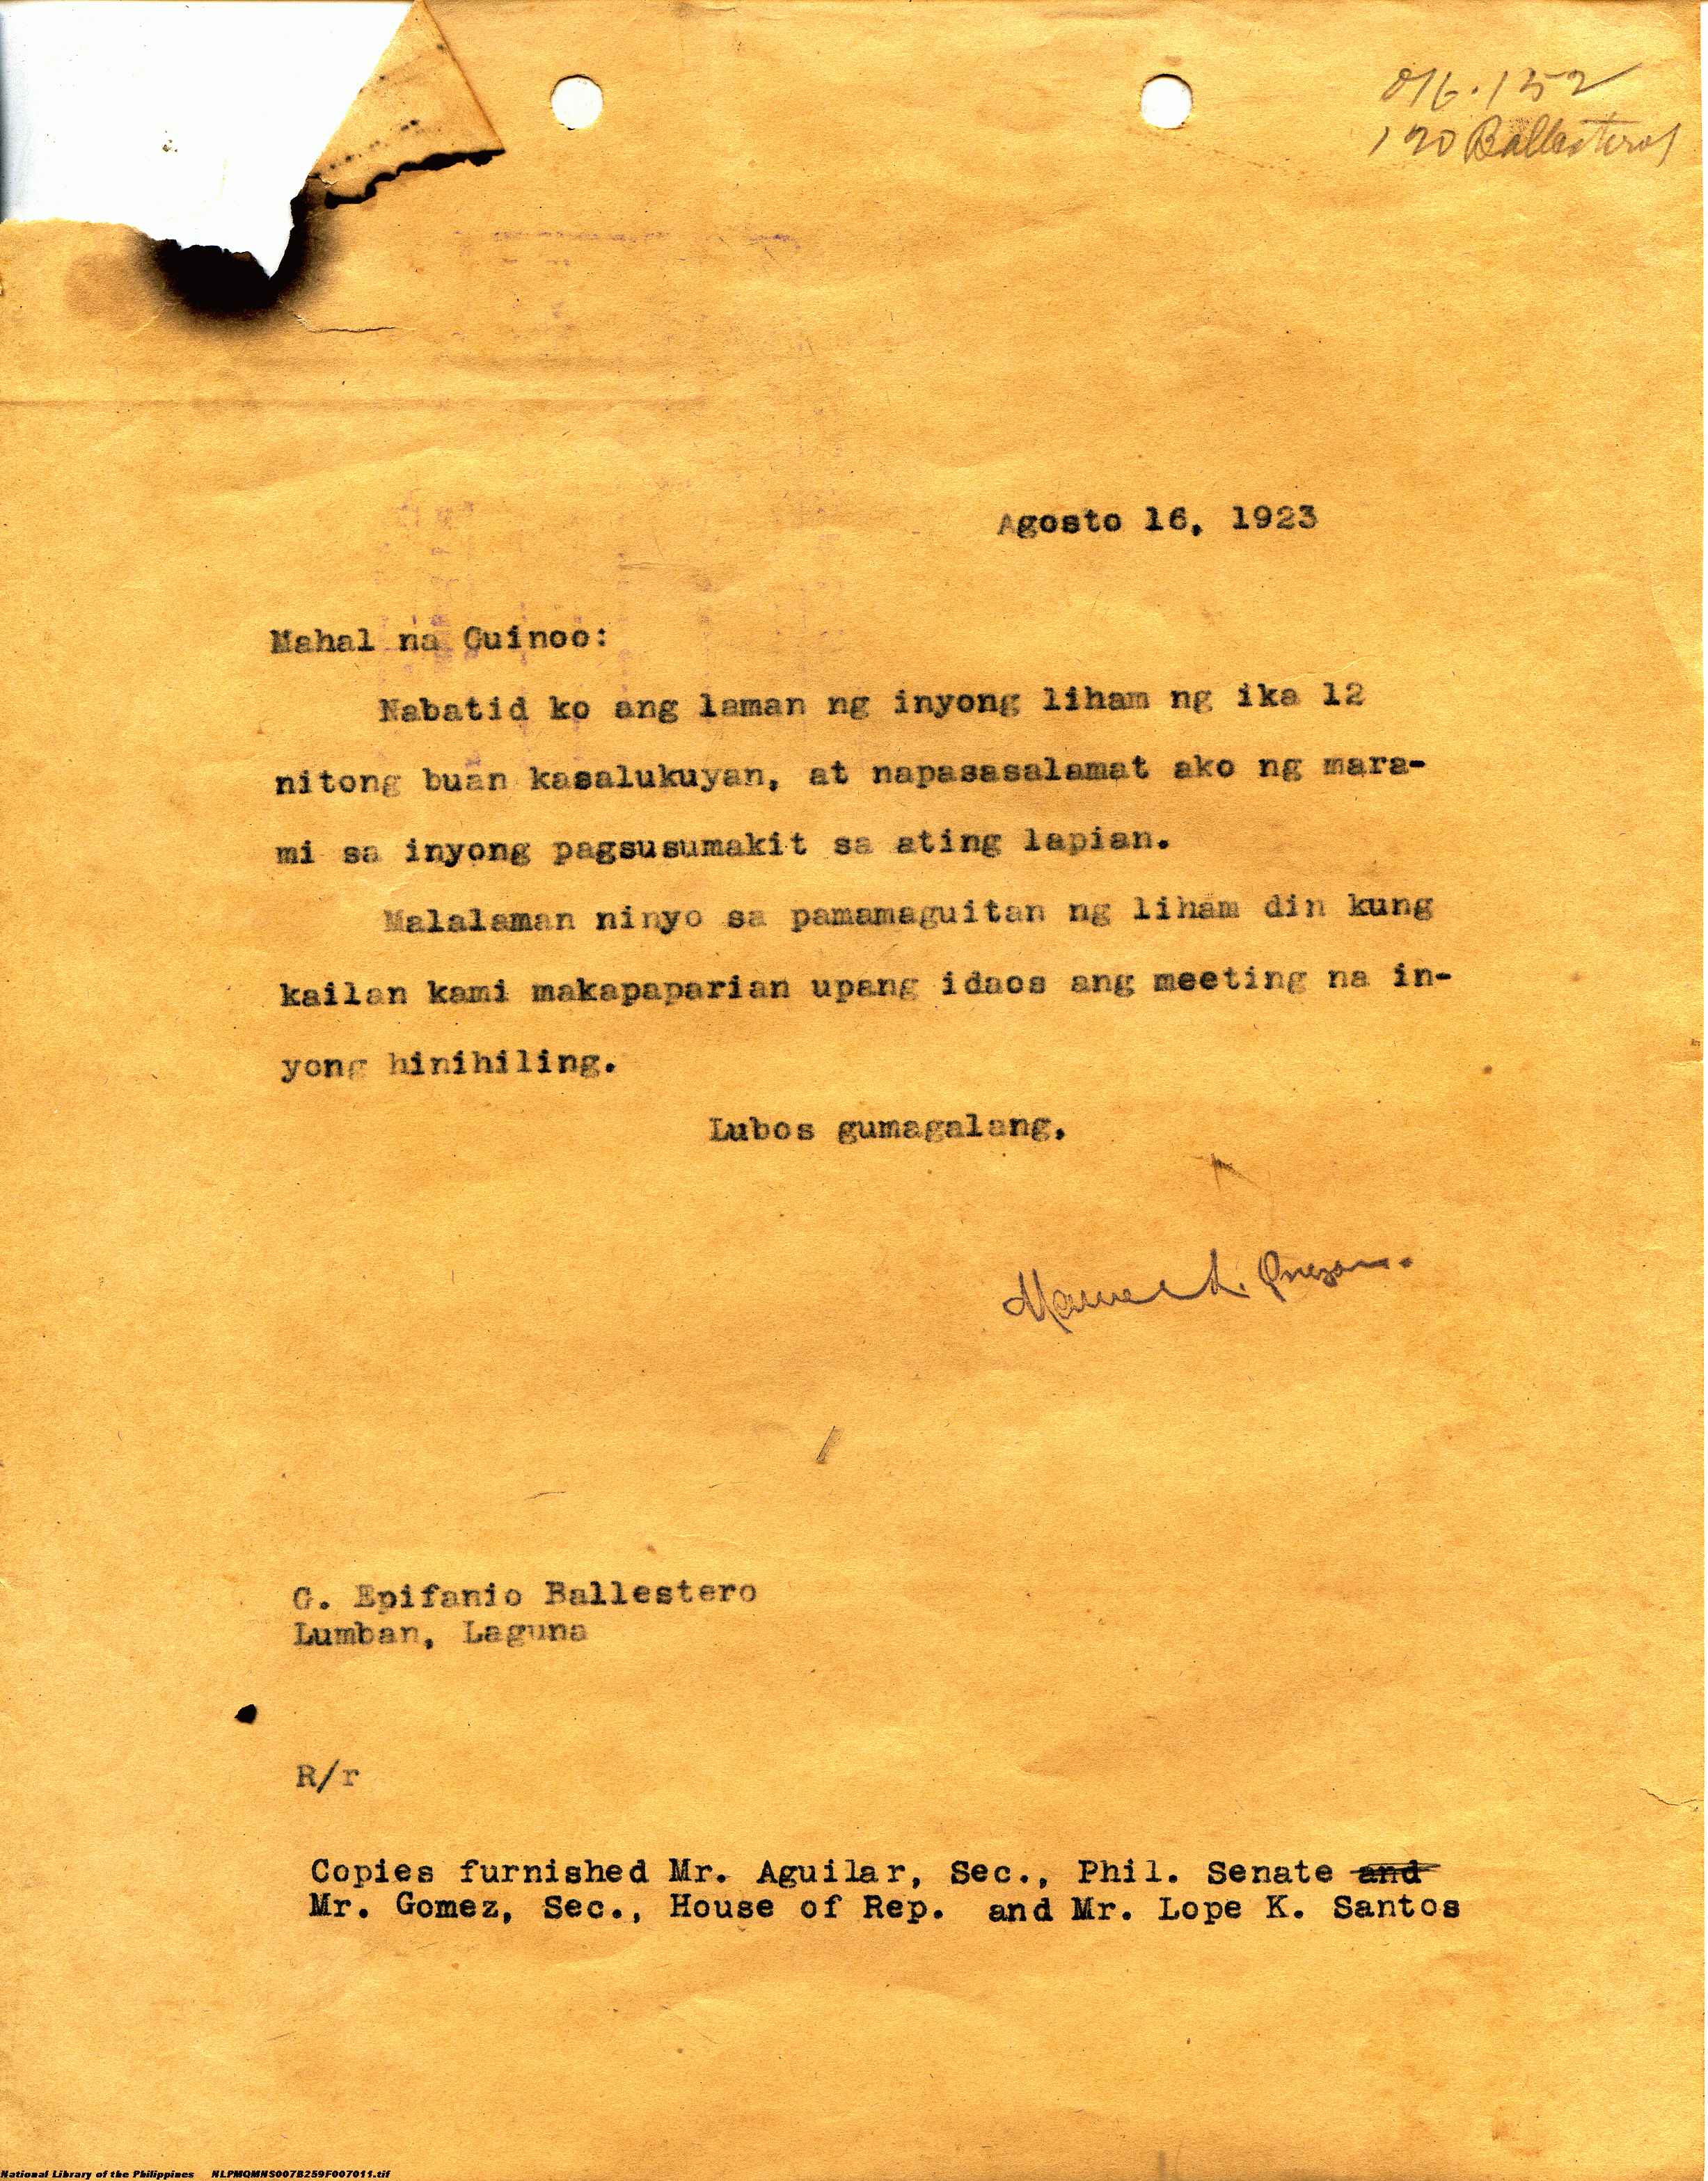 016.152
120 Ballesteros
Agosto 16, 1923
Mahal na Guinoo:
Nabatid ko ang laman ng inyong liham ng ika 12
nitong buan kasalukuyan, at napasasalamat ako ng mara-
mi sa inyong pagsusumakit sa ating lapian.
Malalaman ninyo sa pamamaguitan ng liham din kung
kailan kami makapaparian upang idaos ang meeting na in-
yong hinihiling.
Lubos gumagalang,
Manuel L. Quezon.
G. Epifanio Ballestero
Lumban, Laguna
R/r
Copies furnished Mr. Aguilar, Sec., Phil. Senate and
Mr. Gomez, Sec., House of Rep. and Mr. Lope K. Santos
National Library of the Philippines NLPMQMNS007B259F007011.tif